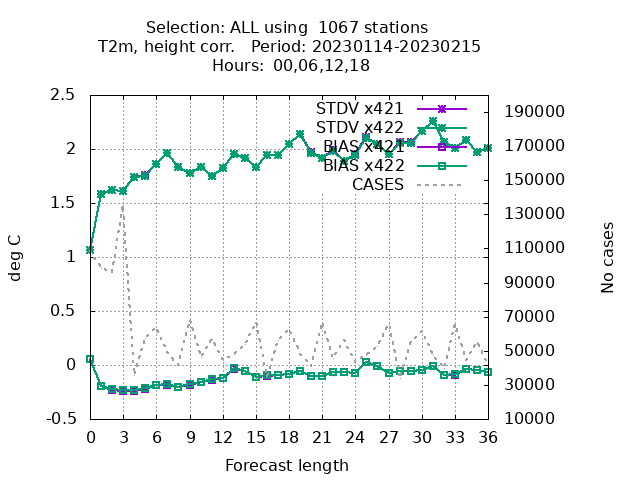 Selection: ALL using  1067 stations
T2m, height corr.   Period: 20230114-20230215
Hours:  00,06,12,18
STDV x421
STDV x422
BIAS x421
BIAS x422
CASES
2.5
2
1.5
1
0.5
0
-0.5
deg C
190000
170000
150000
130000
110000
90000
70000
50000
30000
10000
No cases
0 3 6 9 12 15 18 21 24 27 30 33 36
Forecast length